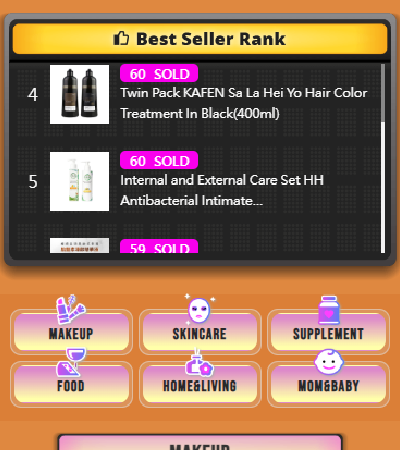 Best Seller Rank
60 SOLD
4
Twin Pack KAFEN Sa La Hei Yo Hair Color
Treatment In Black(400ml)
60 SOLD
5
Internal and External Care Set HH
Antibacterial Intimate...
59 SOLD
MAKEUP
SKINCARE
SUPPLEMENT
FOOD
HOME&LIVING
MOM&BABY
MAKEUP